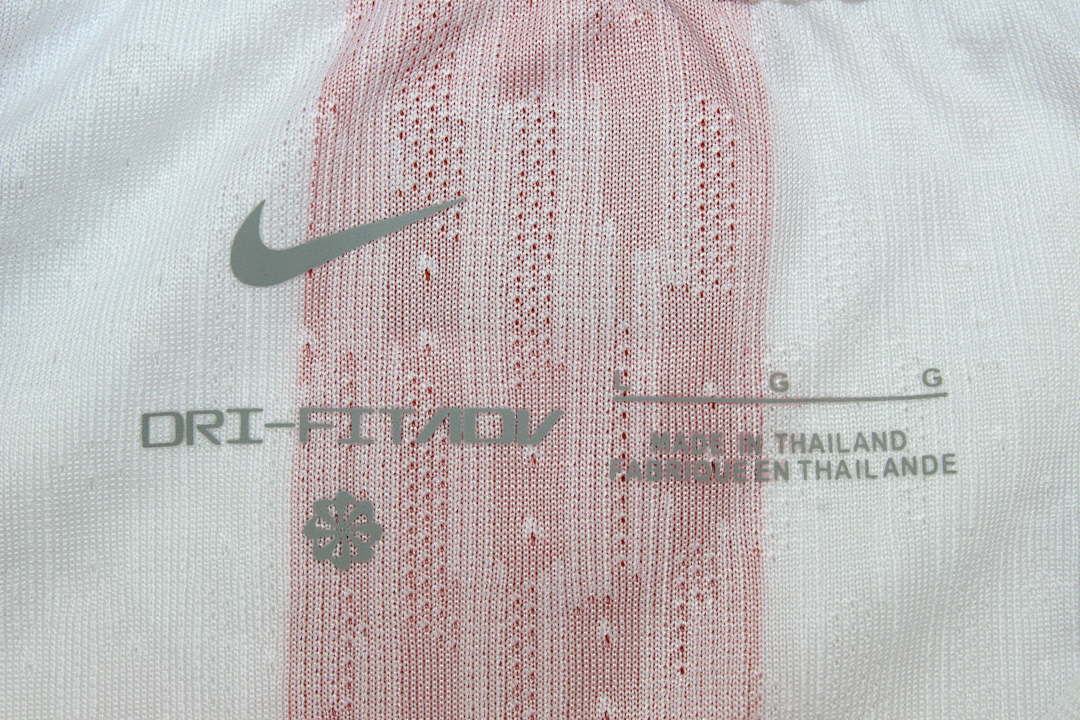 DRI-FIT ADV
L G G
MADE IN THAILAND
FABRIQUE EN THAILANDE